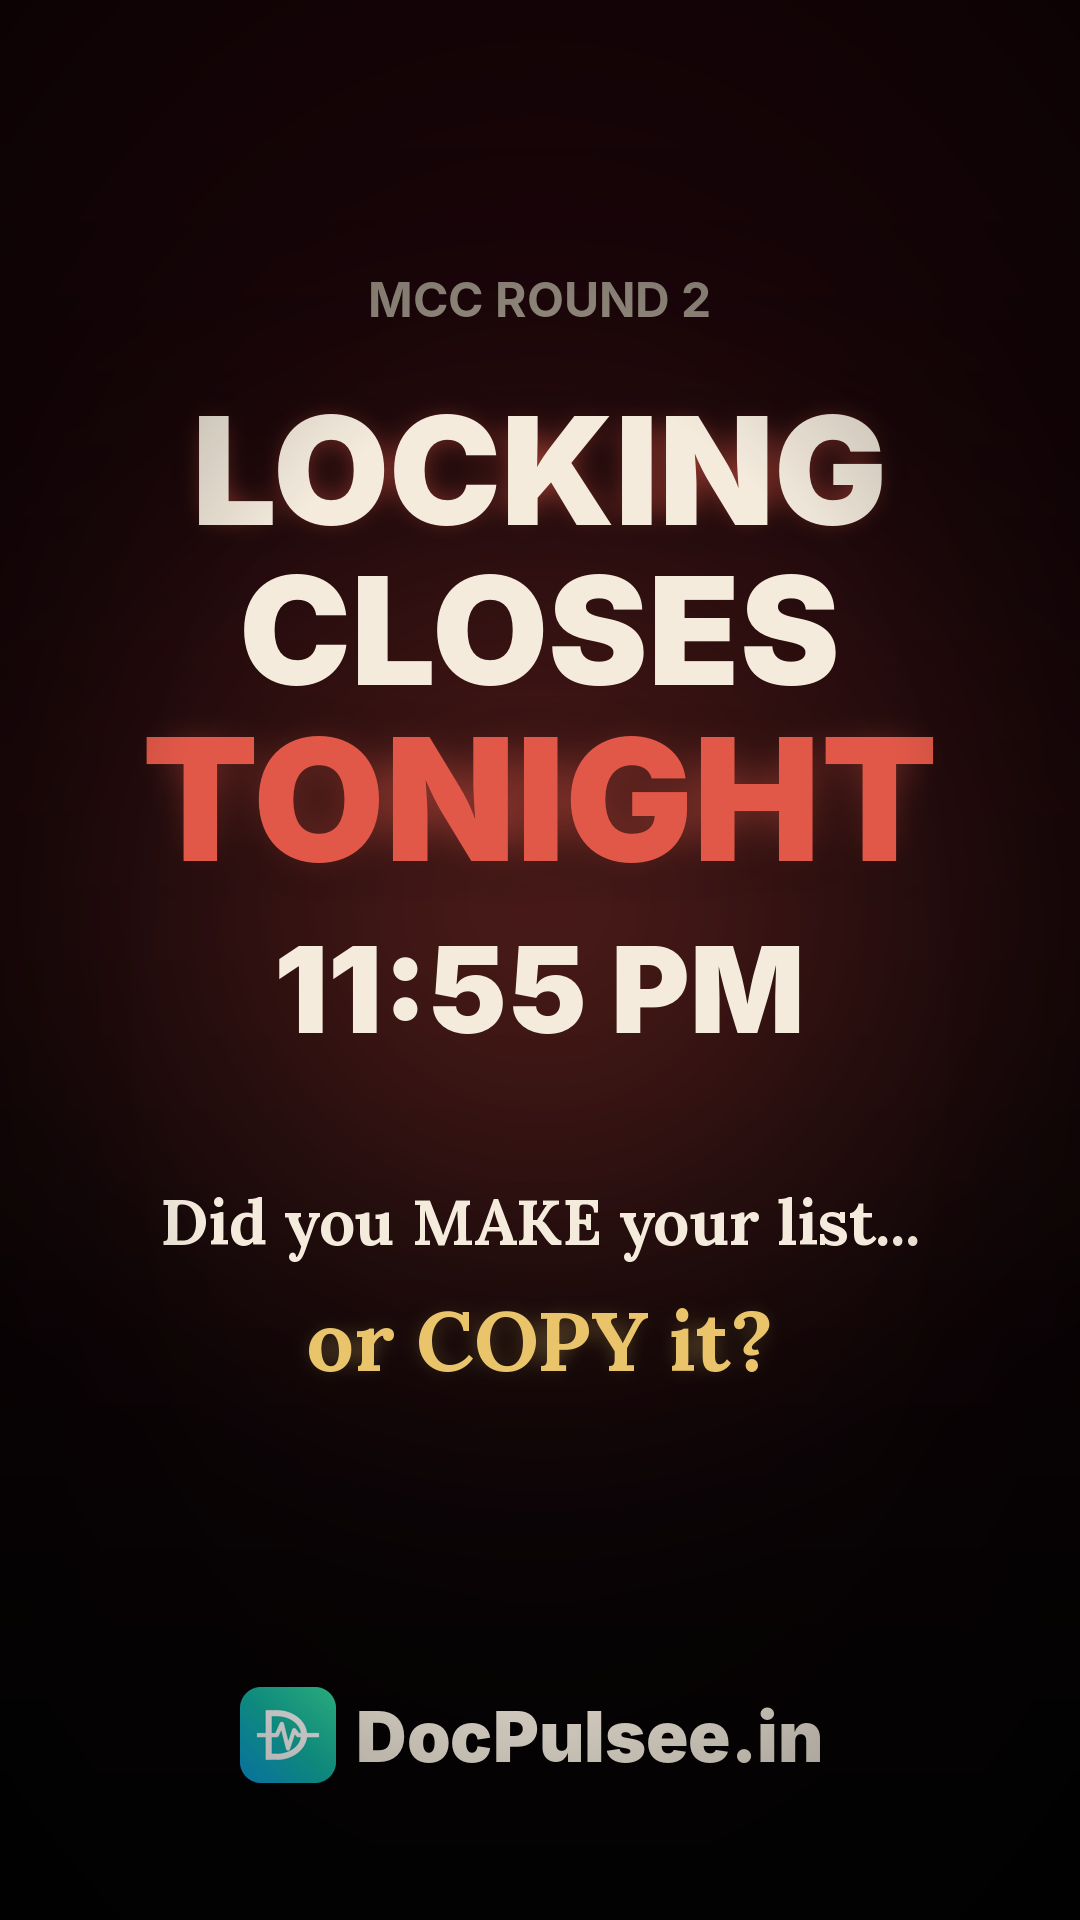 MCC ROUND 2
LOCKING
CLOSES
TONIGHT
11:55 PM
Did you MAKE your list...
or COPY it?
DocPulsee.in